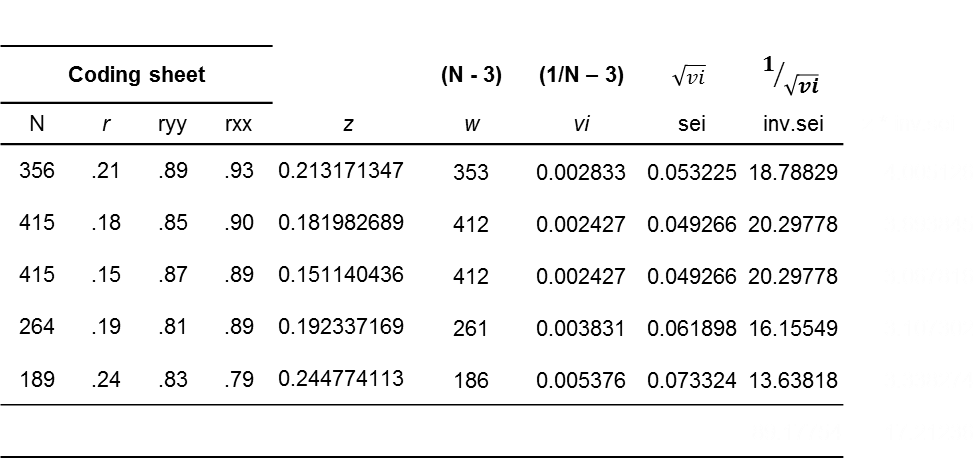 Coding sheet (N - 3) (1/N – 3) √vi 1/√vi
N r ryy rxx z w vi sei inv.sei
356 .21 .89 .93 0.213171347 353 0.002833 0.053225 18.78829
415 .18 .85 .90 0.181982689 412 0.002427 0.049266 20.29778
415 .15 .87 .89 0.151140436 412 0.002427 0.049266 20.29778
264 .19 .81 .89 0.192337169 261 0.003831 0.061898 16.15549
189 .24 .83 .79 0.244774113 186 0.005376 0.073324 13.63818